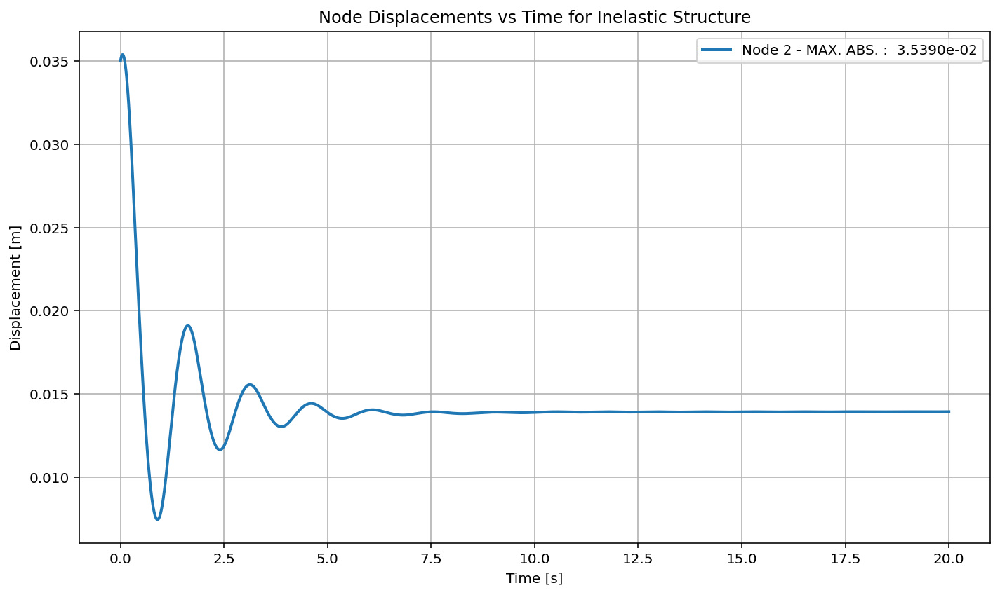 Node Displacements vs Time for Inelastic Structure
Node 2 - MAX. ABS. :  3.5390e-02
Displacement [m]
0.035
0.030
0.025
0.020
0.015
0.010
0.0 2.5 5.0 7.5 10.0 12.5 15.0 17.5 20.0
Time [s]